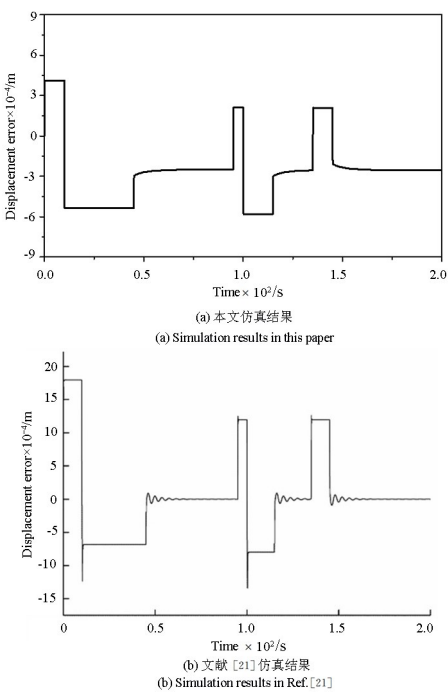 9
6
3
0
-3
-6
-9
Displacement error×10⁻⁴/m
0.0 0.5 1.0 1.5 2.0
Time × 10²/s
(a) 本文仿真结果
(a) Simulation results in this paper
20
15
10
5
0
-5
-10
-15
Displacement error×10⁻⁴/m
0 0.5 1.0 1.5 2.0
Time × 10²/s
(b) 文献 [21] 仿真结果
(b) Simulation results in Ref.[21]